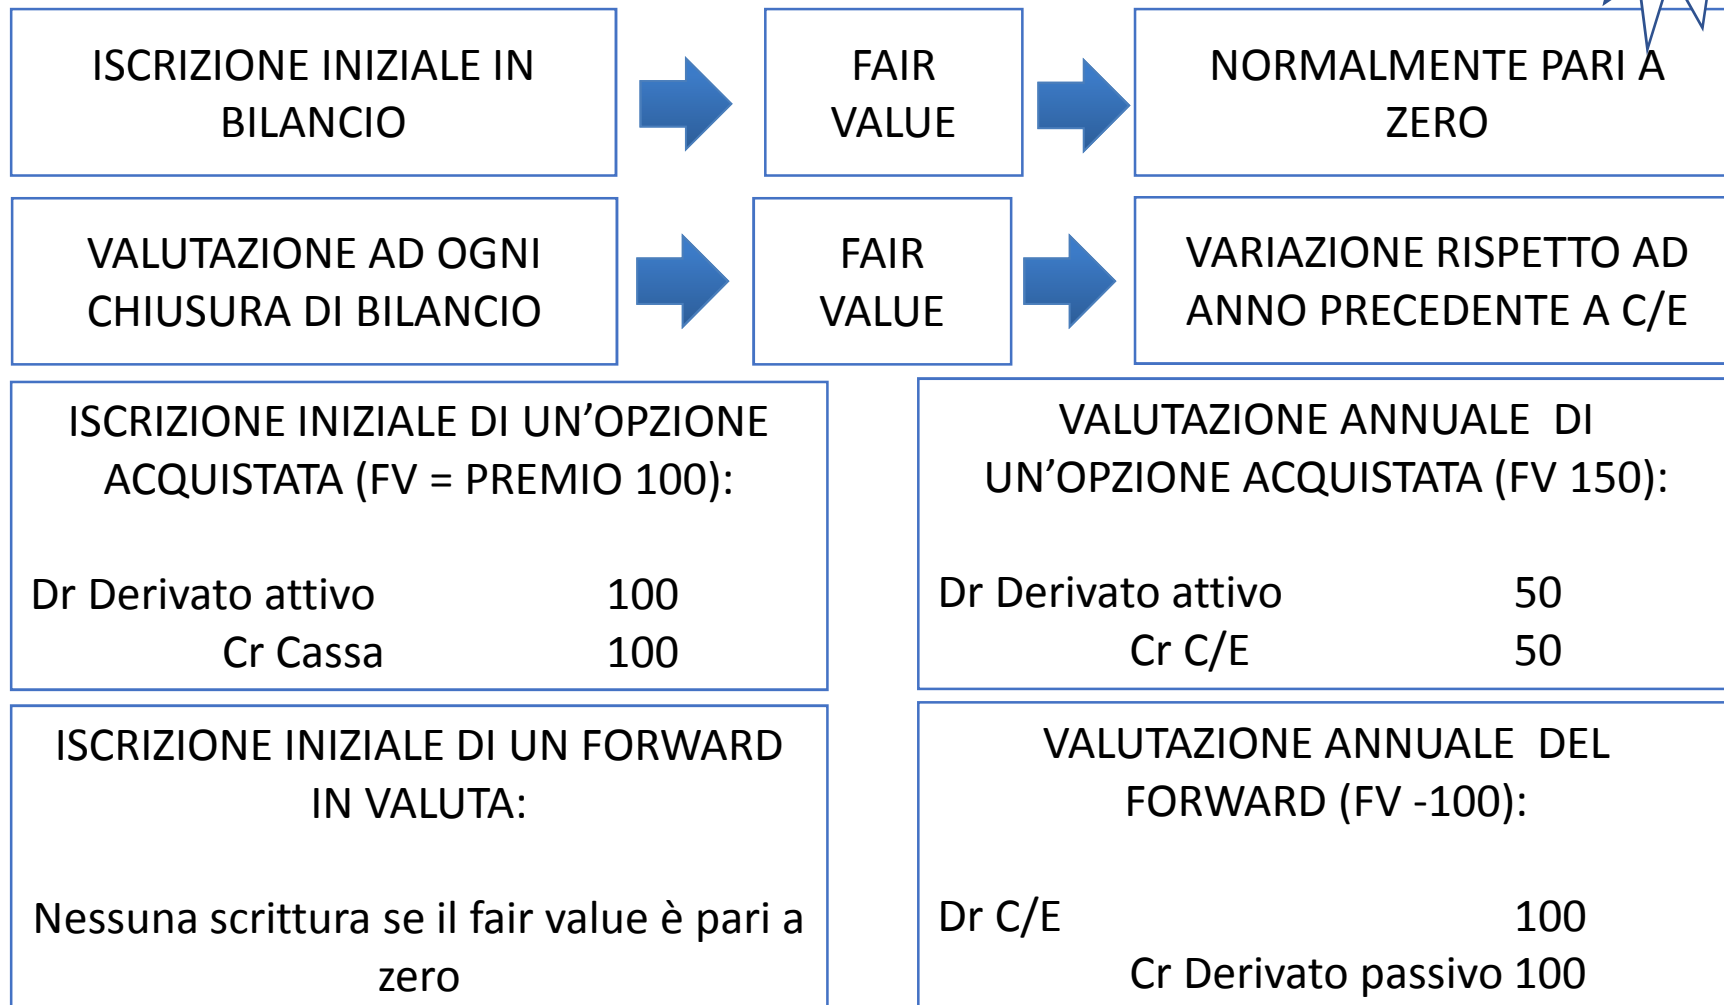 ISCRIZIONE INIZIALE IN
BILANCIO
FAIR
VALUE
NORMALMENTE PARI A
ZERO
VALUTAZIONE AD OGNI
CHIUSURA DI BILANCIO
FAIR
VALUE
VARIAZIONE RISPETTO AD
ANNO PRECEDENTE A C/E
ISCRIZIONE INIZIALE DI UN’OPZIONE
ACQUISTATA (FV = PREMIO 100):
Dr Derivato attivo 100
Cr Cassa 100
VALUTAZIONE ANNUALE DI
UN’OPZIONE ACQUISTATA (FV 150):
Dr Derivato attivo 50
Cr C/E 50
ISCRIZIONE INIZIALE DI UN FORWARD
IN VALUTA:
Nessuna scrittura se il fair value è pari a
zero
VALUTAZIONE ANNUALE DEL
FORWARD (FV -100):
Dr C/E 100
Cr Derivato passivo 100